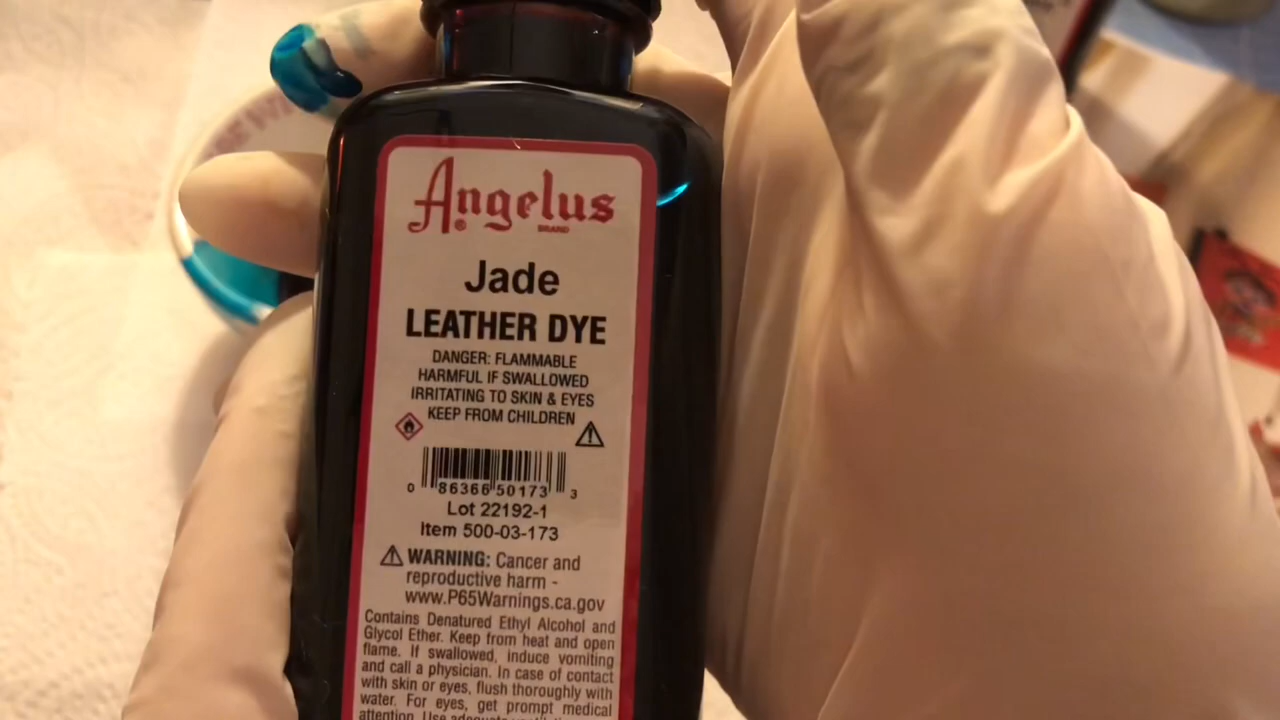 Angelus®
BRAND
Jade
LEATHER DYE
DANGER: FLAMMABLE
HARMFUL IF SWALLOWED
IRRITATING TO SKIN & EYES
KEEP FROM CHILDREN
0 86366 50173 3
Lot 22192-1
Item 500-03-173
WARNING: Cancer and
reproductive harm -
www.P65Warnings.ca.gov
Contains Denatured Ethyl Alcohol and
Glycol Ether. Keep from heat and open
flame. If swallowed, induce vomiting
and call a physician. In case of contact
with skin or eyes, flush thoroughly with
water. For eyes, get prompt medical
attention. Use adequate